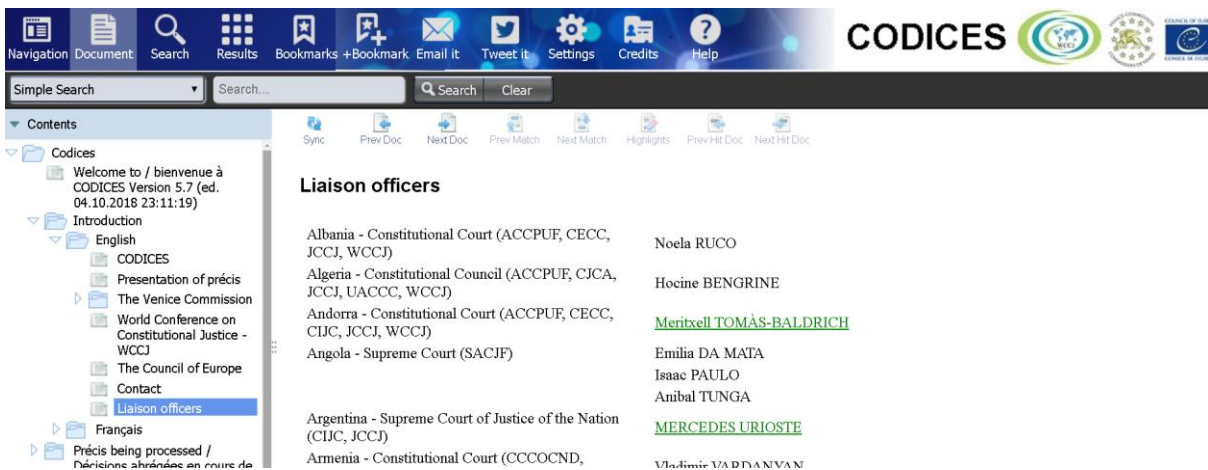 Navigation Document Search Results Bookmarks +Bookmark Email it Tweet it Settings Credits Help
CODICES
WCCJ
Simple Search Search... Search Clear
Contents
Sync Prev Doc Next Doc Prev Match Next Match Highlights Prev Hit Doc Next Hit Doc
Codices
Welcome to / bienvenue à
CODICES Version 5.7 (ed.
04.10.2018 23:11:19)
Introduction
English
CODICES
Presentation of précis
The Venice Commission
World Conference on
Constitutional Justice -
WCCJ
The Council of Europe
Contact
Liaison officers
Français
Précis being processed /
Décisions abrégées en cours de
Liaison officers
Albania - Constitutional Court (ACCPUF, CECC,
JCCJ, WCCJ)
Noela RUCO
Algeria - Constitutional Council (ACCPUF, CJCA,
JCCJ, UACCC, WCCJ)
Hocine BENGRINE
Andorra - Constitutional Court (ACCPUF, CECC,
CIJC, JCCJ, WCCJ)
Meritxell TOMÀS-BALDRICH
Angola - Supreme Court (SACJF)
Emilia DA MATA
Isaac PAULO
Anibal TUNGA
Argentina - Supreme Court of Justice of the Nation
(CIJC, JCCJ)
MERCEDES URIOSTE
Armenia - Constitutional Court (CCCOCND,
Vladimir VARDANYAN